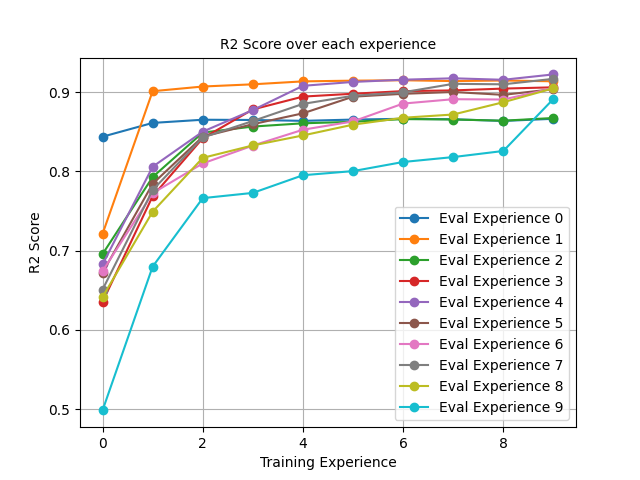 R2 Score over each experience
0.9
0.8
0.7
0.6
0.5
R2 Score
0 2 4 6 8
Training Experience
Eval Experience 0
Eval Experience 1
Eval Experience 2
Eval Experience 3
Eval Experience 4
Eval Experience 5
Eval Experience 6
Eval Experience 7
Eval Experience 8
Eval Experience 9